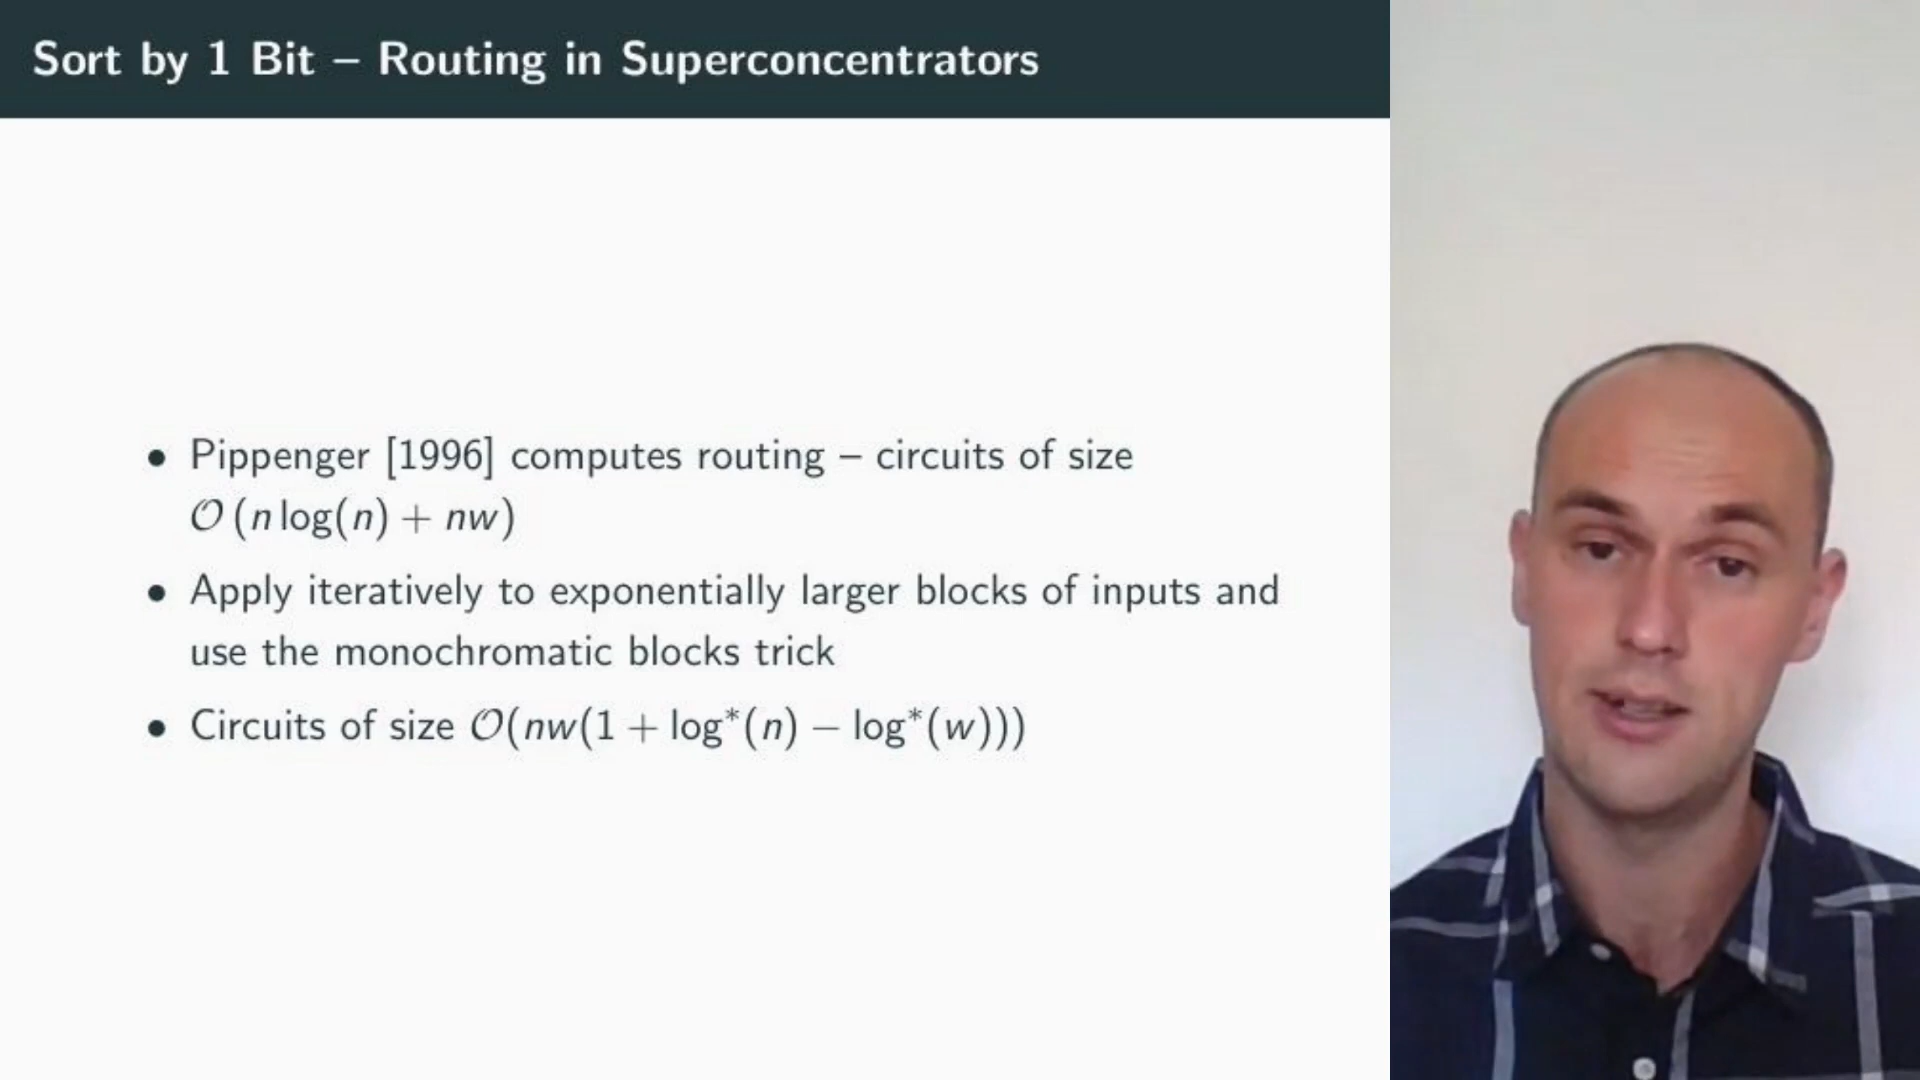 Sort by 1 Bit – Routing in Superconcentrators
• Pippenger [1996] computes routing – circuits of size
𝒪 (n log(n) + nw)
• Apply iteratively to exponentially larger blocks of inputs and
use the monochromatic blocks trick
• Circuits of size 𝒪(nw(1 + log*(n) − log*(w)))